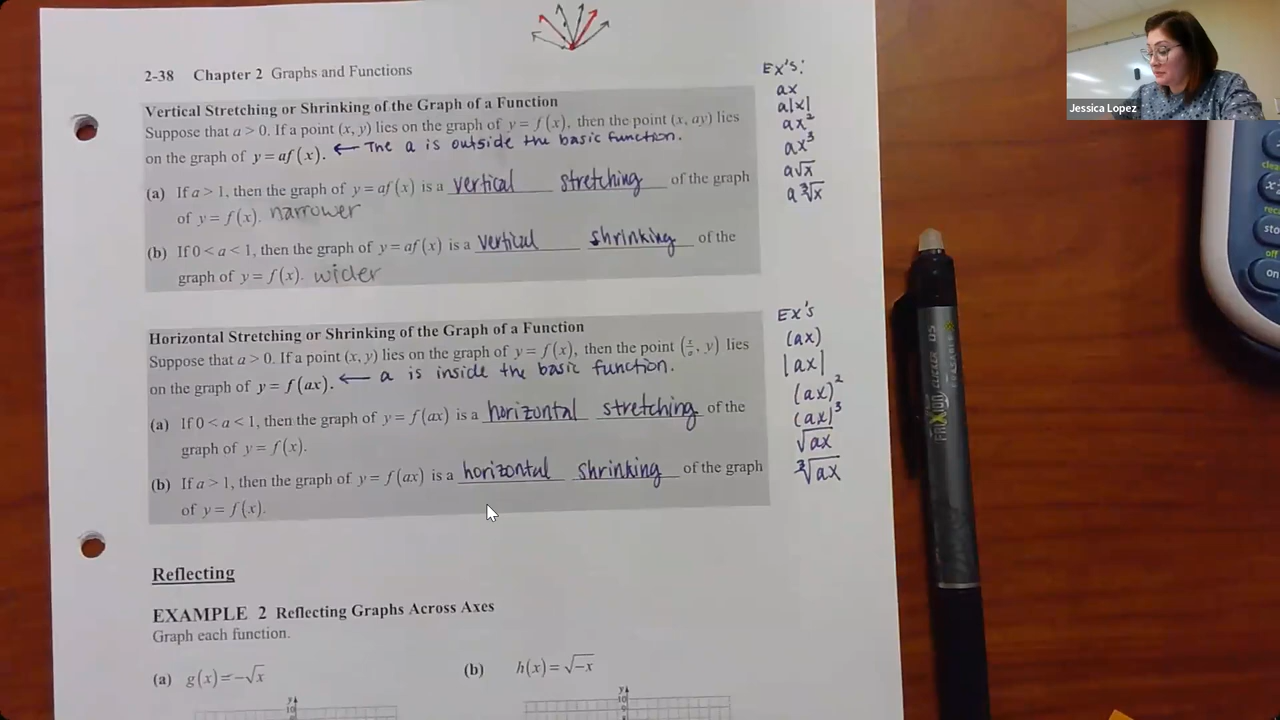 2-38 Chapter 2 Graphs and Functions
Vertical Stretching or Shrinking of the Graph of a Function
Suppose that a > 0. If a point (x, y) lies on the graph of y = f(x), then the point (x, ay) lies
on the graph of y = af(x). ← The a is outside the basic function.
(a) If a > 1, then the graph of y = af(x) is a vertical stretching of the graph
of y = f(x). narrower
(b) If 0 < a < 1, then the graph of y = af(x) is a vertical shrinking of the
graph of y = f(x). wider
Ex's:
ax
a|x|
ax²
ax³
a√x
a∛x
Horizontal Stretching or Shrinking of the Graph of a Function
Suppose that a > 0. If a point (x, y) lies on the graph of y = f(x), then the point (x/a, y) lies
on the graph of y = f(ax). ← a is inside the basic function.
(a) If 0 < a < 1, then the graph of y = f(ax) is a horizontal stretching of the
graph of y = f(x).
(b) If a > 1, then the graph of y = f(ax) is a horizontal shrinking of the graph
of y = f(x).
Ex's
(ax)
|ax|
(ax)²
(ax)³
√ax
∛ax
Reflecting
EXAMPLE 2 Reflecting Graphs Across Axes
Graph each function.
(a) g(x) = −√x
(b) h(x) = √−x
y
10
y
Jessica Lopez
sto
off
on